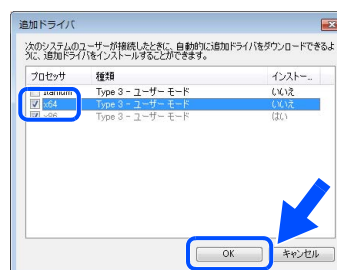 追加ドライバ
次のシステムのユーザーが接続したときに、自動的に追加ドライバをダウンロードできるよ
うに、追加ドライバをインストールすることができます。
プロセッサ 種類 インストー...
Itanium Type 3 - ユーザー モード いいえ
x64 Type 3 - ユーザー モード いいえ
x86 Type 3 - ユーザー モード はい
OK キャンセル